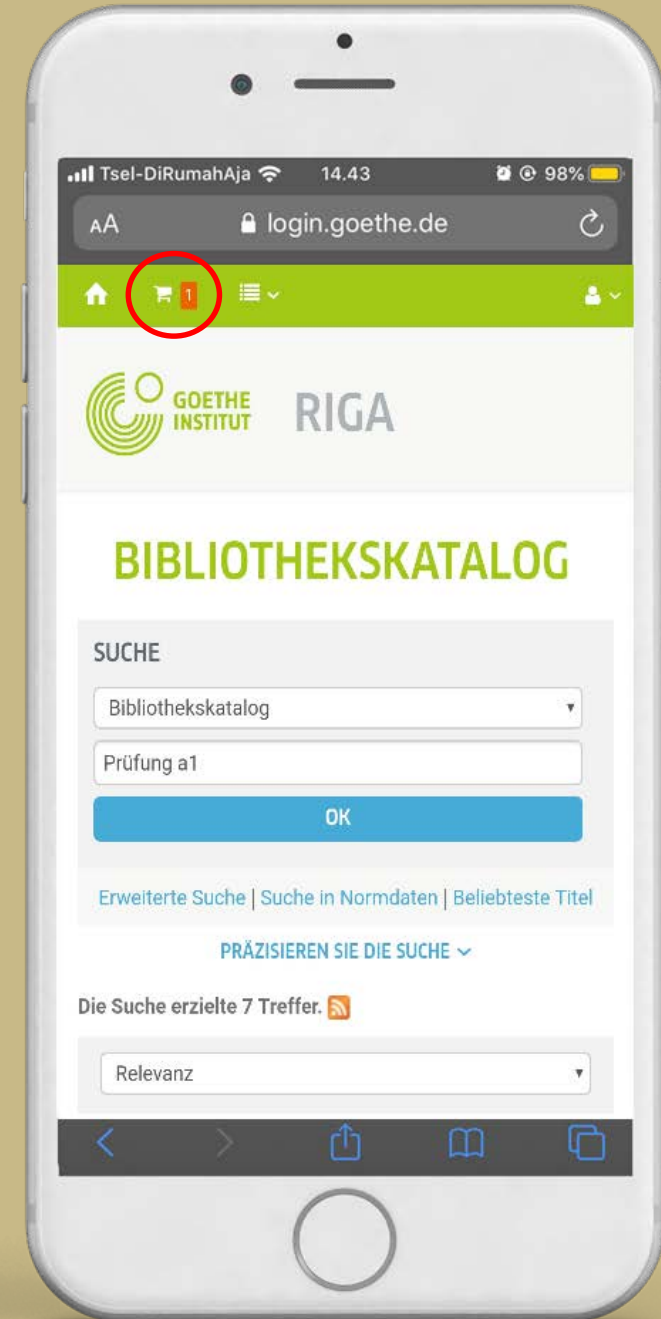 Tsel-DiRumahAja 14.43 98%
AA login.goethe.de
1
GOETHE
INSTITUT
RIGA
BIBLIOTHEKSKATALOG
SUCHE
Bibliothekskatalog
Prüfung a1
OK
Erweiterte Suche | Suche in Normdaten | Beliebteste Titel
PRÄZISIEREN SIE DIE SUCHE
Die Suche erzielte 7 Treffer.
Relevanz